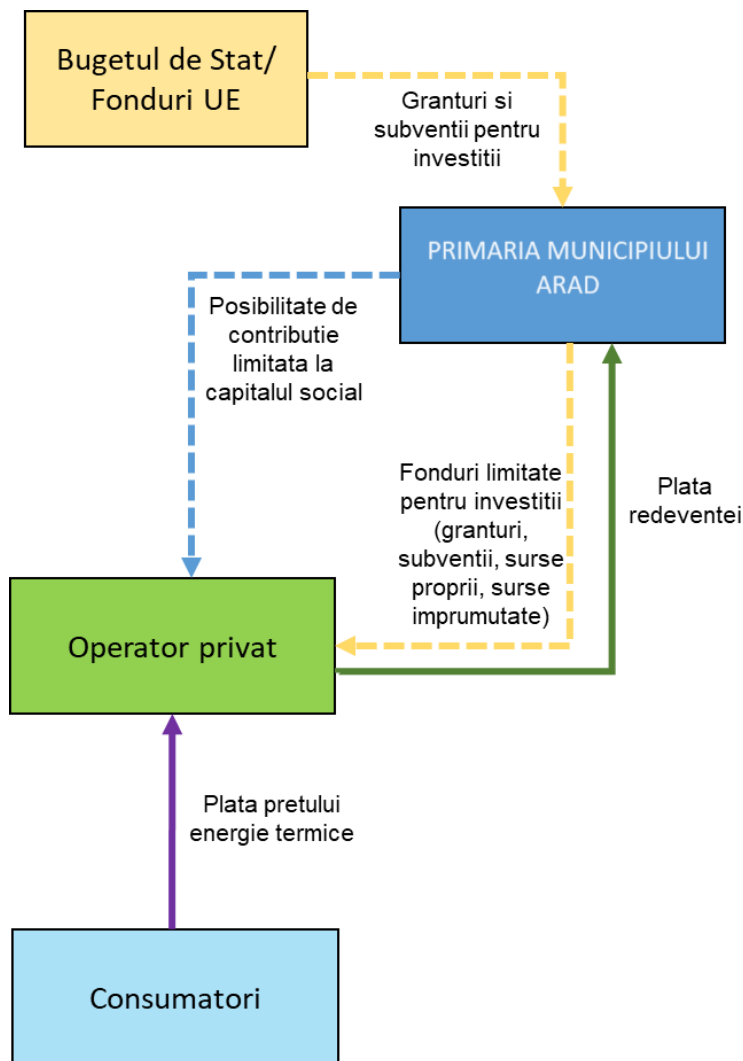 Bugetul de Stat/
Fonduri UE
Granturi si
subventii pentru
investitii
PRIMARIA MUNICIPIULUI
ARAD
Posibilitate de
contributie
limitata la
capitalul social
Fonduri limitate
pentru investitii
(granturi,
subventii, surse
proprii, surse
imprumutate)
Plata
redeventei
Operator privat
Plata pretului
energie termice
Consumatori